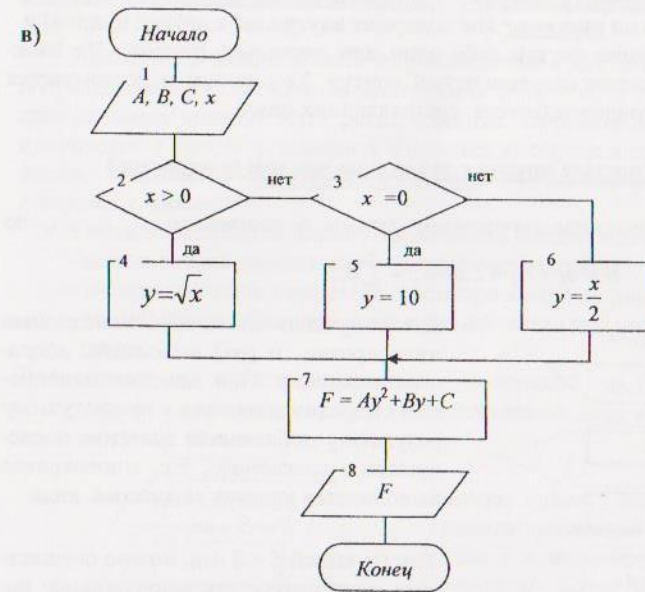 в)
Начало
1
A, B, C, x
2
x > 0
нет
3
x =0
нет
да
да
4
y=√x
5
y = 10
6
y = x/2
7
F = Ay²+By+C
8
F
Конец